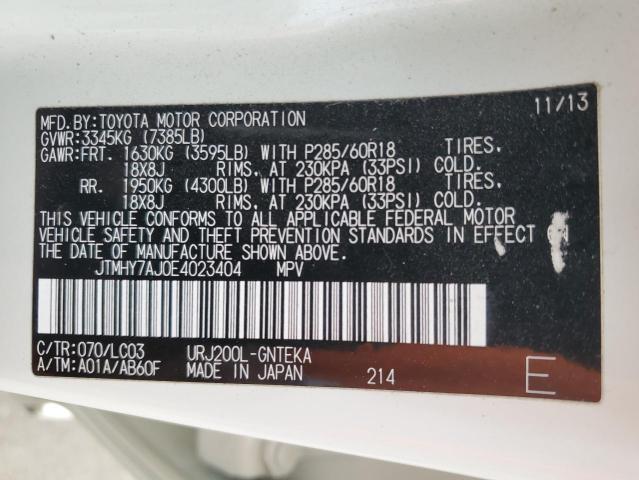 11/13
MFD.BY:TOYOTA MOTOR CORPORATION
GVWR:3345KG (7385LB)
GAWR:FRT. 1630KG (3595LB) WITH P285/60R18 TIRES,
18X8J RIMS, AT 230KPA (33PSI) COLD.
RR. 1950KG (4300LB) WITH P285/60R18 TIRES,
18X8J RIMS, AT 230KPA (33PSI) COLD.
THIS VEHICLE CONFORMS TO ALL APPLICABLE FEDERAL MOTOR
VEHICLE SAFETY AND THEFT PREVENTION STANDARDS IN EFFECT ON
THE DATE OF MANUFACTURE SHOWN ABOVE.
JTMHY7AJ0E4023404 MPV
C/TR:070/LC03 URJ200L-GNTEKA
A/TM:A01A/AB60F MADE IN JAPAN 214 E